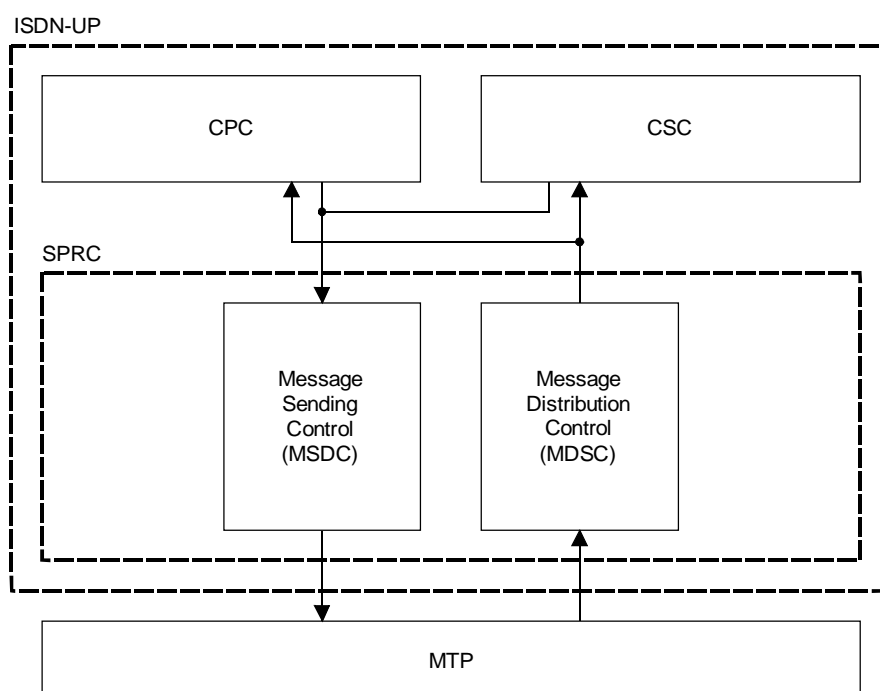 ISDN-UP
CPC
CSC
SPRC
Message
Sending
Control
(MSDC)
Message
Distribution
Control
(MDSC)
MTP